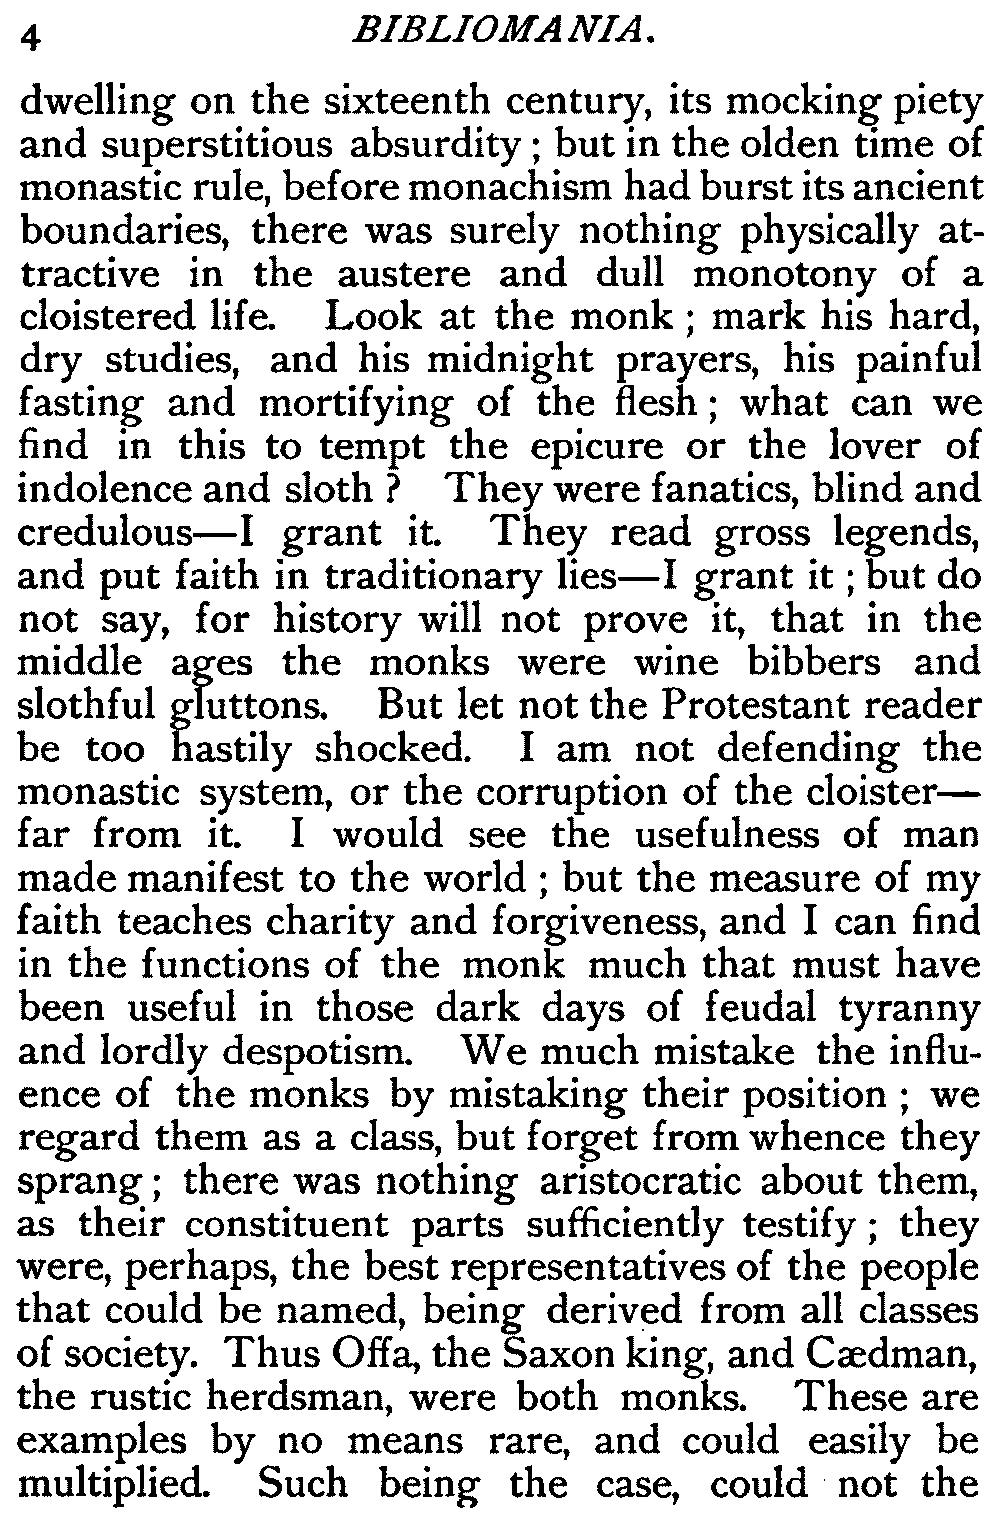 4 BIBLIOMANIA.
dwelling on the sixteenth century, its mocking piety
and superstitious absurdity ; but in the olden time of
monastic rule, before monachism had burst its ancient
boundaries, there was surely nothing physically at-
tractive in the austere and dull monotony of a
cloistered life. Look at the monk ; mark his hard,
dry studies, and his midnight prayers, his painful
fasting and mortifying of the flesh ; what can we
find in this to tempt the epicure or the lover of
indolence and sloth ? They were fanatics, blind and
credulous—I grant it. They read gross legends,
and put faith in traditionary lies—I grant it ; but do
not say, for history will not prove it, that in the
middle ages the monks were wine bibbers and
slothful gluttons. But let not the Protestant reader
be too hastily shocked. I am not defending the
monastic system, or the corruption of the cloister—
far from it. I would see the usefulness of man
made manifest to the world ; but the measure of my
faith teaches charity and forgiveness, and I can find
in the functions of the monk much that must have
been useful in those dark days of feudal tyranny
and lordly despotism. We much mistake the influ-
ence of the monks by mistaking their position ; we
regard them as a class, but forget from whence they
sprang ; there was nothing aristocratic about them,
as their constituent parts sufficiently testify ; they
were, perhaps, the best representatives of the people
that could be named, being derived from all classes
of society. Thus Offa, the Saxon king, and Cædman,
the rustic herdsman, were both monks. These are
examples by no means rare, and could easily be
multiplied. Such being the case, could not the